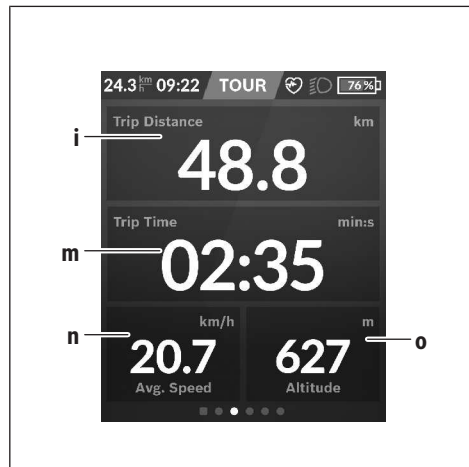 24.3 km/h 09:22 TOUR 76 %
i Trip Distance km
48.8
Trip Time min:s
m 02:35
n km/h m o
20.7 627
Avg. Speed Altitude